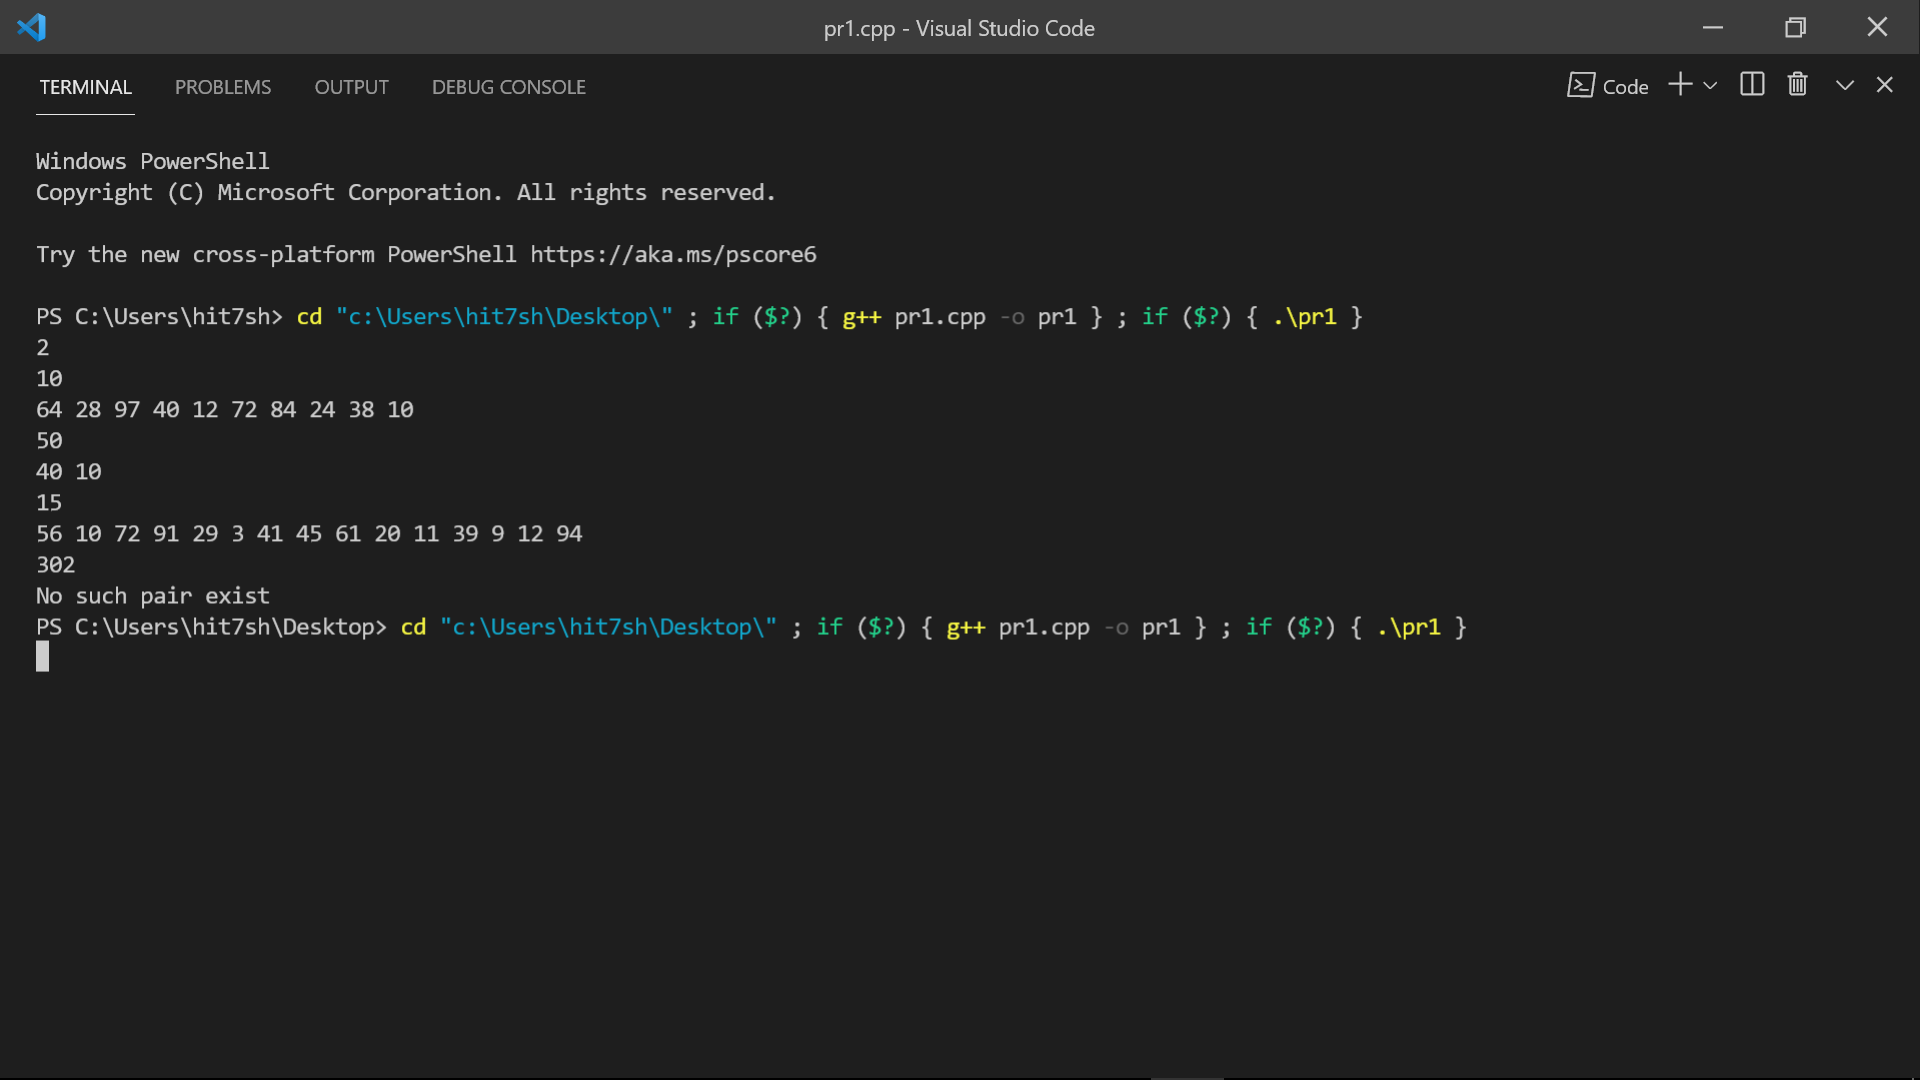 pr1.cpp - Visual Studio Code
TERMINAL PROBLEMS OUTPUT DEBUG CONSOLE Code
Windows PowerShell
Copyright (C) Microsoft Corporation. All rights reserved.
Try the new cross-platform PowerShell https://aka.ms/pscore6
PS C:\Users\hit7sh> cd "c:\Users\hit7sh\Desktop\" ; if ($?) { g++ pr1.cpp -o pr1 } ; if ($?) { .\pr1 }
2
10
64 28 97 40 12 72 84 24 38 10
50
40 10
15
56 10 72 91 29 3 41 45 61 20 11 39 9 12 94
302
No such pair exist
PS C:\Users\hit7sh\Desktop> cd "c:\Users\hit7sh\Desktop\" ; if ($?) { g++ pr1.cpp -o pr1 } ; if ($?) { .\pr1 }